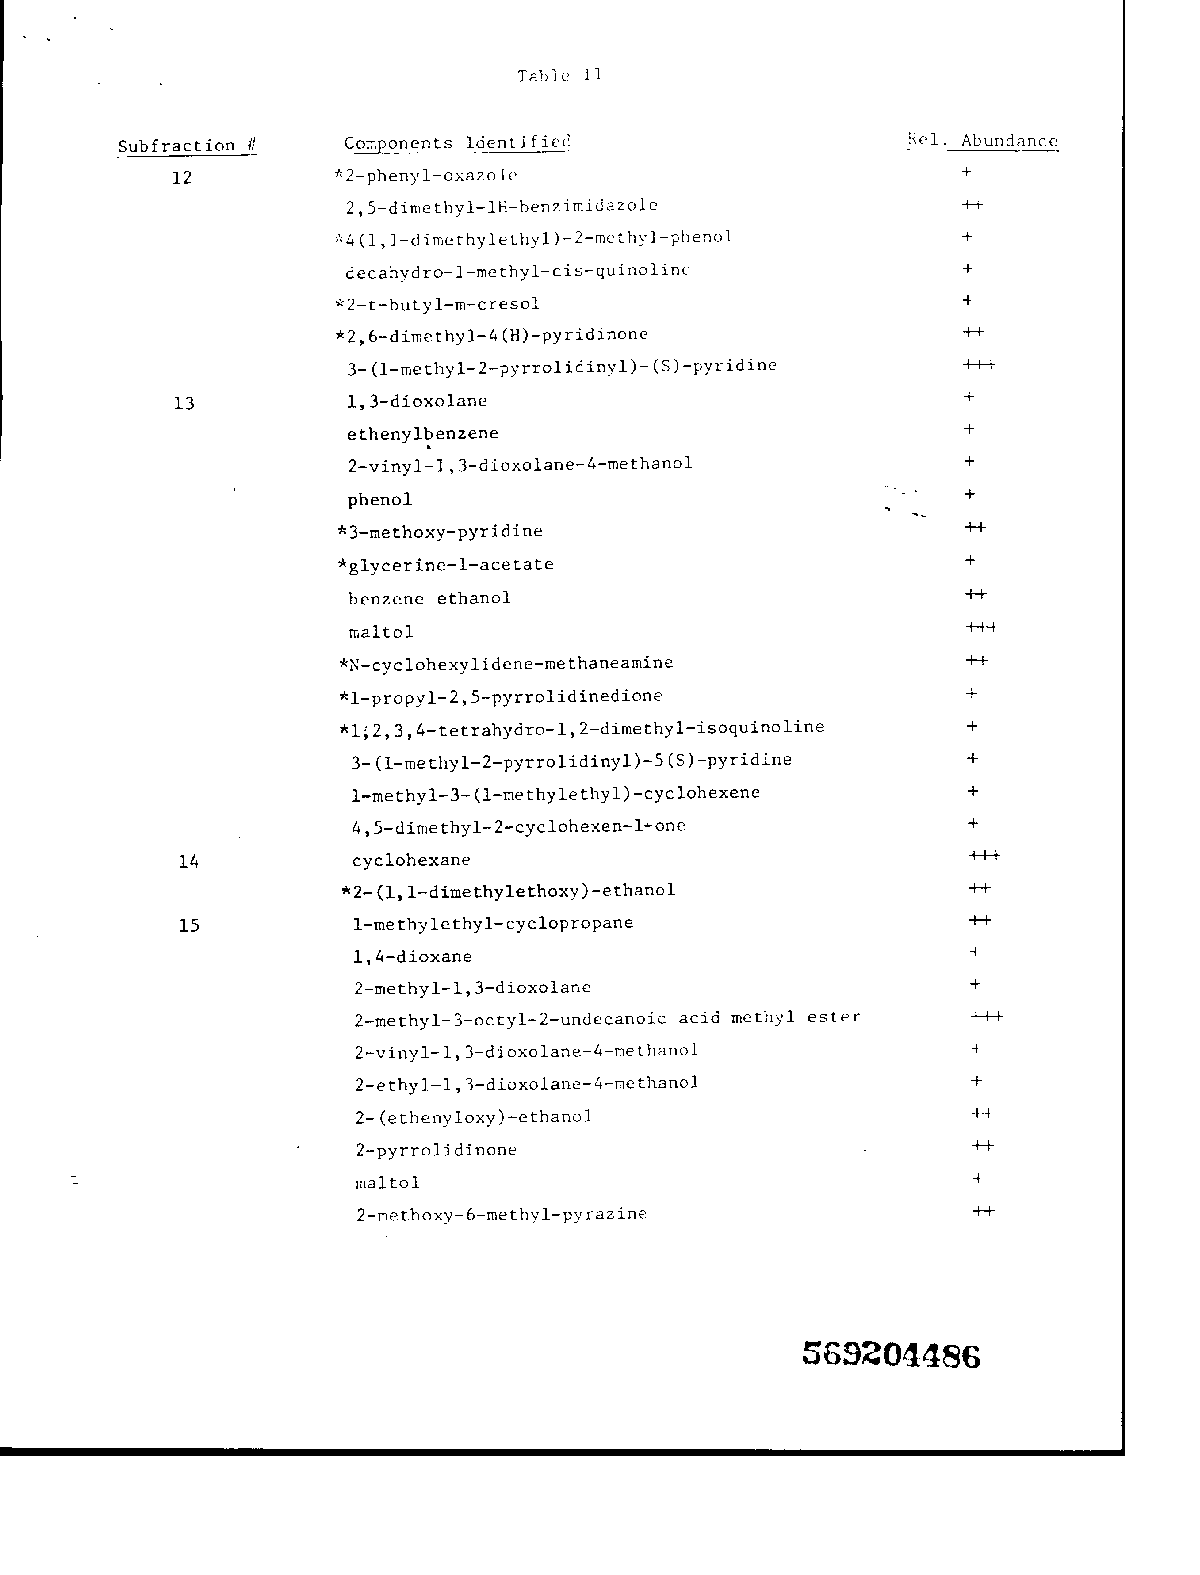 Table 11
Subfraction # Components Identified Rel. Abundance
12 *2-phenyl-oxazole +
2,5-dimethyl-1H-benzimidazole ++
*4(1,1-dimethylethyl)-2-methyl-phenol +
decahydro-1-methyl-cis-quinoline +
*2-t-butyl-m-cresol +
*2,6-dimethyl-4(H)-pyridinone ++
3-(1-methyl-2-pyrrolidinyl)-(S)-pyridine +++
13 1,3-dioxolane +
ethenylbenzene +
2-vinyl-1,3-dioxolane-4-methanol +
phenol +
*3-methoxy-pyridine ++
*glycerine-1-acetate +
benzene ethanol ++
maltol +++
*N-cyclohexylidene-methaneamine ++
*1-propyl-2,5-pyrrolidinedione +
*1;2,3,4-tetrahydro-1,2-dimethyl-isoquinoline +
3-(1-methyl-2-pyrrolidinyl)-5(S)-pyridine +
1-methyl-3-(1-methylethyl)-cyclohexene +
4,5-dimethyl-2-cyclohexen-1-one +
14 cyclohexane +++
*2-(1,1-dimethylethoxy)-ethanol ++
15 1-methylethyl-cyclopropane ++
1,4-dioxane +
2-methyl-1,3-dioxolane +
2-methyl-3-octyl-2-undecanoic acid methyl ester +++
2-vinyl-1,3-dioxolane-4-methanol +
2-ethyl-1,3-dioxolane-4-methanol +
2-(ethenyloxy)-ethanol ++
2-pyrrolidinone ++
maltol +
2-methoxy-6-methyl-pyrazine ++
569204486